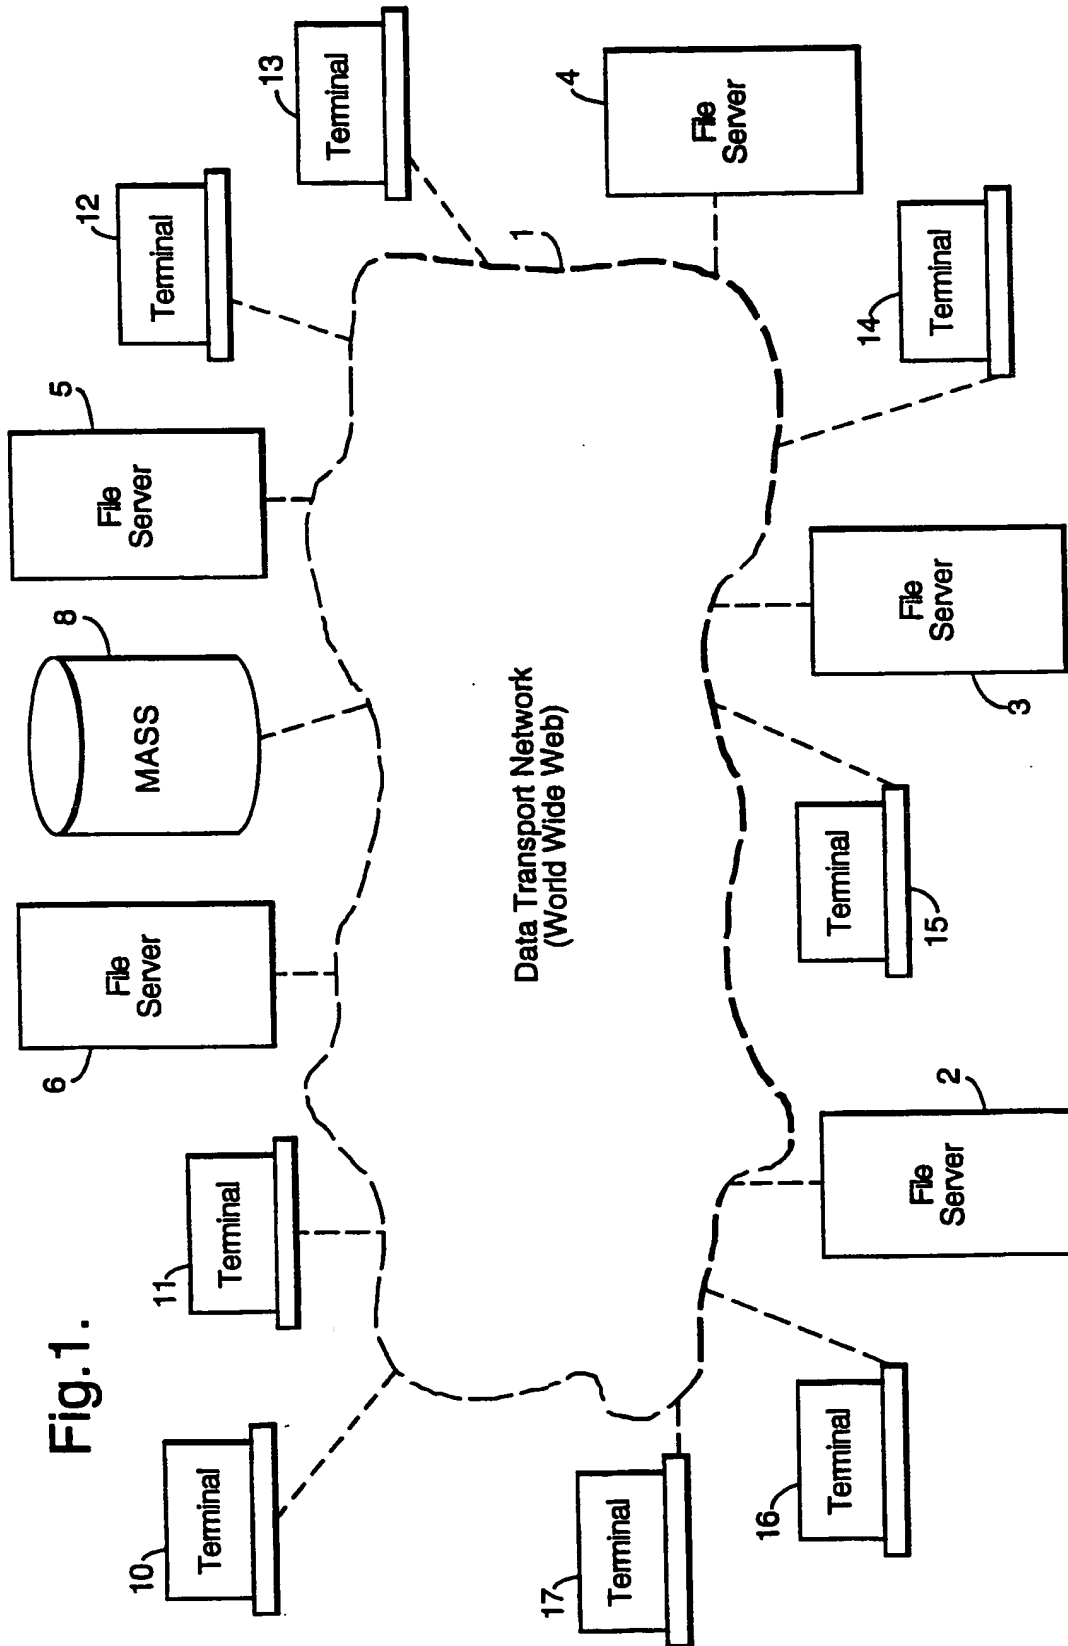 Fig.1.
10
Terminal
11
Terminal
6
File
Server
MASS
8
File
Server
5
12
Terminal
13
Terminal
Data Transport Network
(World Wide Web)
1
4
File
Server
17
Terminal
16
Terminal
File
Server
2
15
Terminal
File
Server
3
14
Terminal